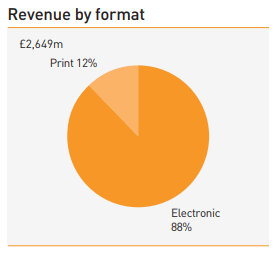 Revenue by format
£2,649m
Print 12%
Electronic
88%